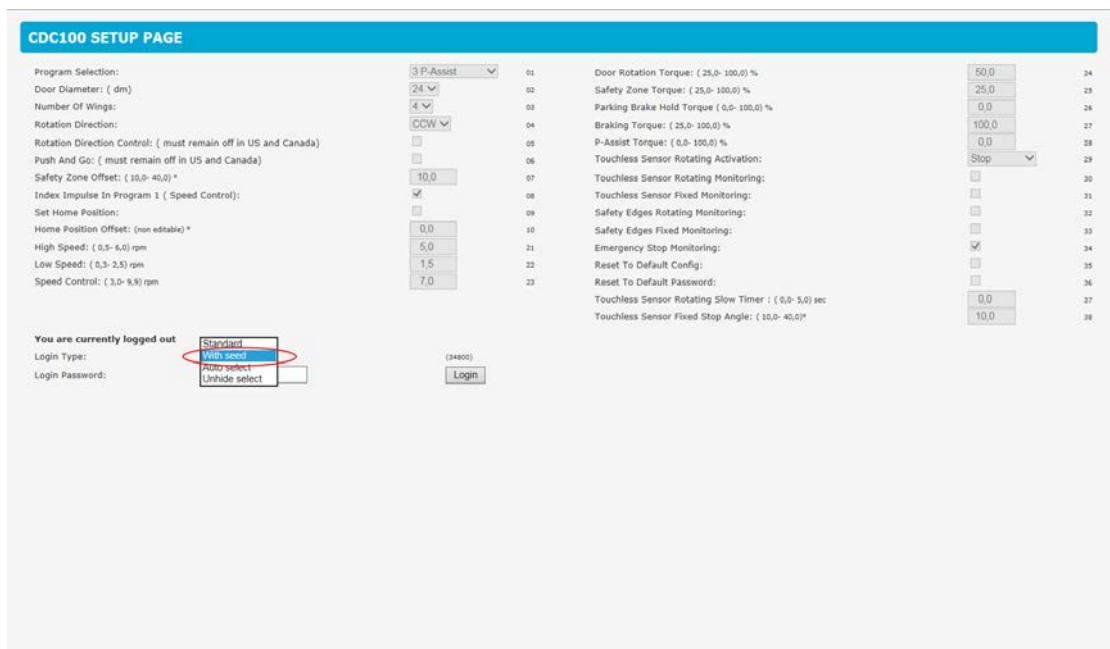 CDC100 SETUP PAGE
Program Selection: 3 P-Assist 01
Door Diameter: ( dm) 24 02
Number Of Wings: 4 03
Rotation Direction: CCW 04
Rotation Direction Control: ( must remain off in US and Canada) 05
Push And Go: ( must remain off in US and Canada) 06
Safety Zone Offset: ( 10,0- 40,0) * 10,0 07
Index Impulse In Program 1 ( Speed Control): 08
Set Home Position: 09
Home Position Offset: (non editable) * 0,0 10
High Speed: ( 0,5- 6,0) rpm 5,0 21
Low Speed: ( 0,3- 2,5) rpm 1,5 22
Speed Control: ( 3,0- 9,9) rpm 7,0 23
Door Rotation Torque: ( 25,0- 100,0) % 50,0 24
Safety Zone Torque: ( 25,0- 100,0) % 25,0 25
Parking Brake Hold Torque ( 0,0- 100,0) % 0,0 26
Braking Torque: ( 25,0- 100,0) % 100,0 27
P-Assist Torque: ( 0,0- 100,0) % 0,0 28
Touchless Sensor Rotating Activation: Stop 29
Touchless Sensor Rotating Monitoring: 30
Touchless Sensor Fixed Monitoring: 31
Safety Edges Rotating Monitoring: 32
Safety Edges Fixed Monitoring: 33
Emergency Stop Monitoring: 34
Reset To Default Config: 35
Reset To Default Password: 36
Touchless Sensor Rotating Slow Timer : ( 0,0- 5,0) sec 0,0 37
Touchless Sensor Fixed Stop Angle: ( 10,0- 40,0)* 10,0 38
You are currently logged out
Login Type: (34800)
Login Password: Login
Standard
With seed
Auto select
Unhide select